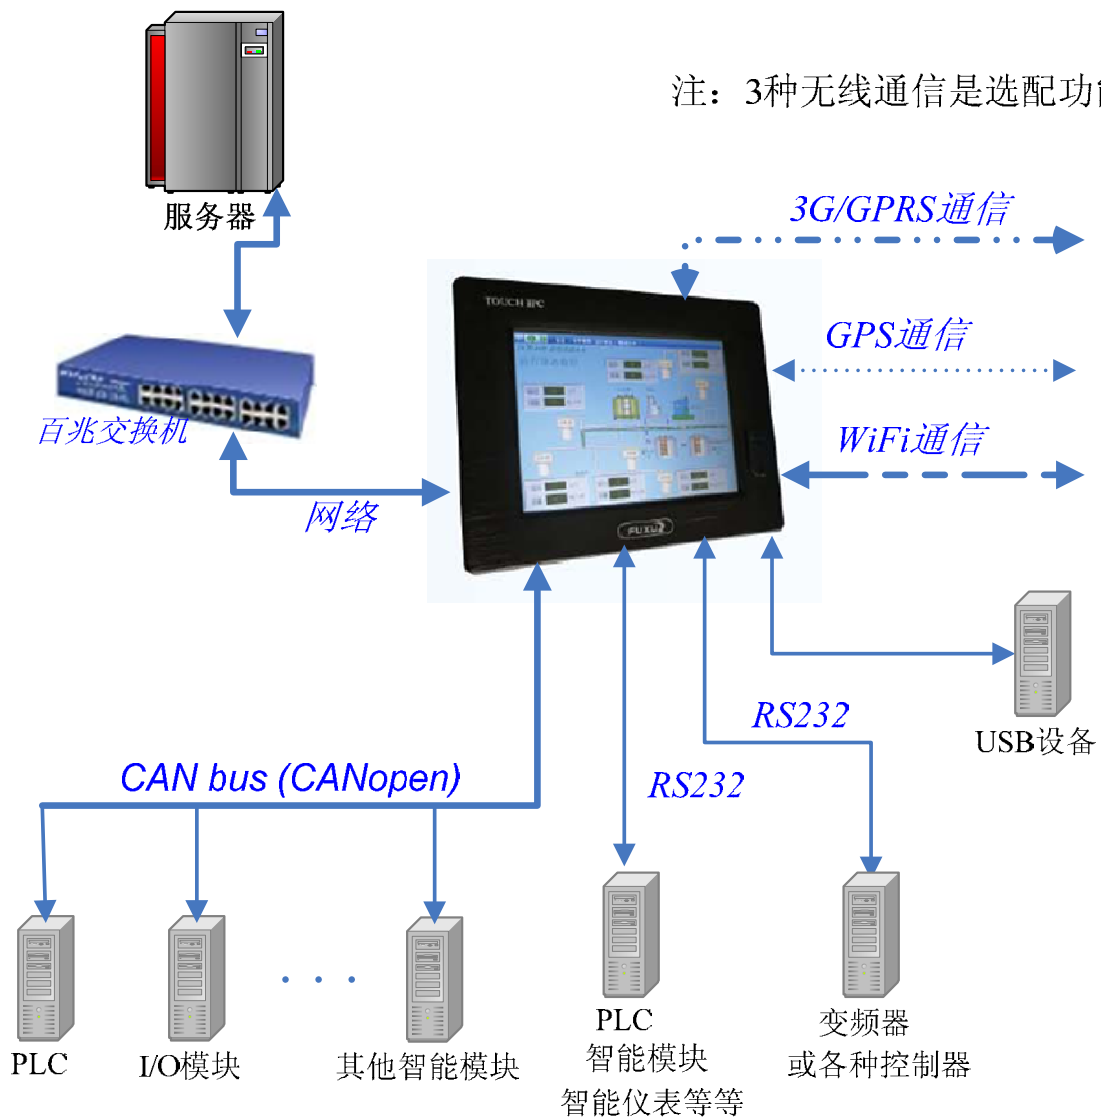 注：3种无线通信是选配功
服务器
3G/GPRS通信
TOUCH PPC
GPS通信
百兆交换机
WiFi通信
网络
RS232
USB设备
CAN bus (CANopen)
RS232
PLC
I/O模块
其他智能模块
PLC
智能模块
智能仪表等等
变频器
或各种控制器